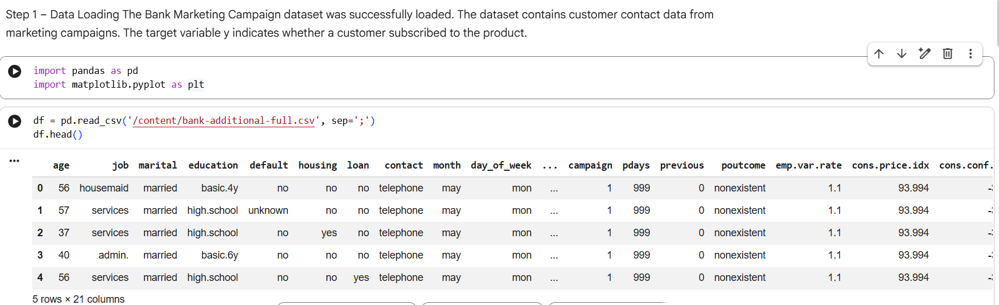 Step 1 – Data Loading The Bank Marketing Campaign dataset was successfully loaded. The dataset contains customer contact data from
marketing campaigns. The target variable y indicates whether a customer subscribed to the product.
import pandas as pd
import matplotlib.pyplot as plt
df = pd.read_csv('/content/bank-additional-full.csv', sep=';')
df.head()
age job marital education default housing loan contact month day_of_week ... campaign pdays previous poutcome emp.var.rate cons.price.idx cons.conf.
0 56 housemaid married basic.4y no no no telephone may mon ... 1 999 0 nonexistent 1.1 93.994
1 57 services married high.school unknown no no telephone may mon ... 1 999 0 nonexistent 1.1 93.994
2 37 services married high.school no yes no telephone may mon ... 1 999 0 nonexistent 1.1 93.994
3 40 admin. married basic.6y no no no telephone may mon ... 1 999 0 nonexistent 1.1 93.994
4 56 services married high.school no no yes telephone may mon ... 1 999 0 nonexistent 1.1 93.994
5 rows × 21 columns